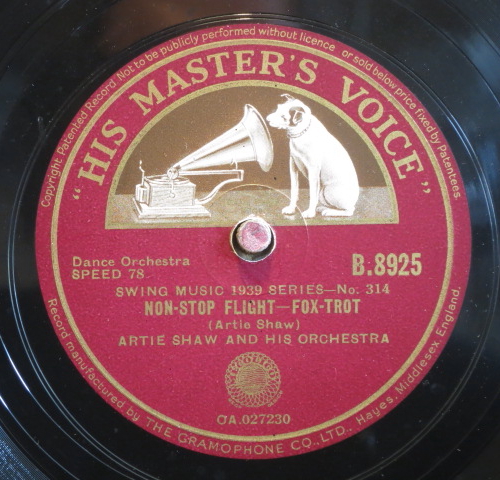 Copyright Patented Record Not to be publicly performed without licence or sold below price fixed by Patentees.
"HIS MASTER'S VOICE"
Dance Orchestra
SPEED 78.
B.8925
SWING MUSIC 1939 SERIES—No. 314
NON-STOP FLIGHT—FOX-TROT
(Artie Shaw)
ARTIE SHAW AND HIS ORCHESTRA
OA.027230
Record manufactured by THE GRAMOPHONE CO., LTD., Hayes, Middlesex, England.